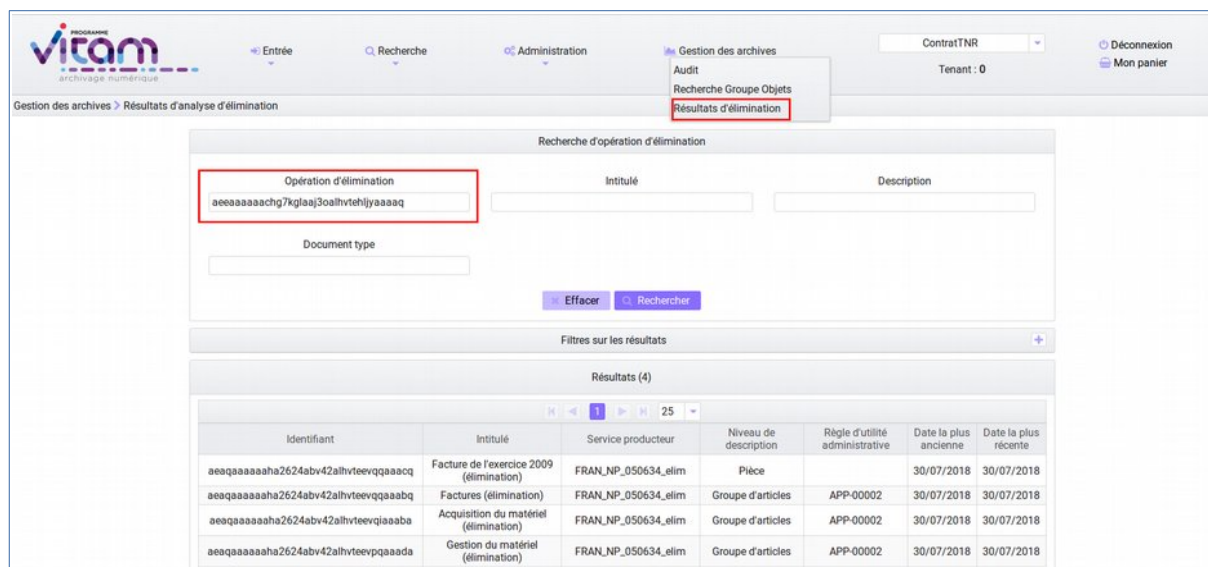 PROGRAMME
vitam
archivage numérique
Entrée
Recherche
Administration
Gestion des archives
ContratTNR
Tenant : 0
Déconnexion
Mon panier
Audit
Recherche Groupe Objets
Résultats d'élimination
Gestion des archives > Résultats d'analyse d'élimination
Recherche d'opération d'élimination
Opération d'élimination
Intitulé
Description
aeeaaaaaachg7kglaaj3oalhvtehljyaaaaq
Document type
Effacer
Rechercher
Filtres sur les résultats
Résultats (4)
1
25
Identifiant Intitulé Service producteur Niveau de description Règle d'utilité administrative Date la plus ancienne Date la plus récente
aeaqaaaaaaha2624abv42alhvteevqqaaacq Facture de l'exercice 2009 (élimination) FRAN_NP_050634_elim Pièce 30/07/2018 30/07/2018
aeaqaaaaaaha2624abv42alhvteevqqaaabq Factures (élimination) FRAN_NP_050634_elim Groupe d'articles APP-00002 30/07/2018 30/07/2018
aeaqaaaaaaha2624abv42alhvteevqiaaaba Acquisition du matériel (élimination) FRAN_NP_050634_elim Groupe d'articles APP-00002 30/07/2018 30/07/2018
aeaqaaaaaaha2624abv42alhvteevpqaaada Gestion du matériel (élimination) FRAN_NP_050634_elim Groupe d'articles APP-00002 30/07/2018 30/07/2018